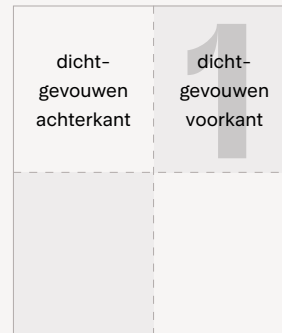 dicht-
gevouwen
achterkant
1
dicht-
gevouwen
voorkant